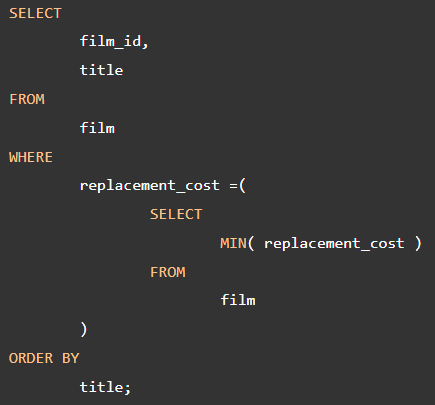 SELECT
film_id,
title
FROM
film
WHERE
replacement_cost =(
SELECT
MIN( replacement_cost )
FROM
film
)
ORDER BY
title;